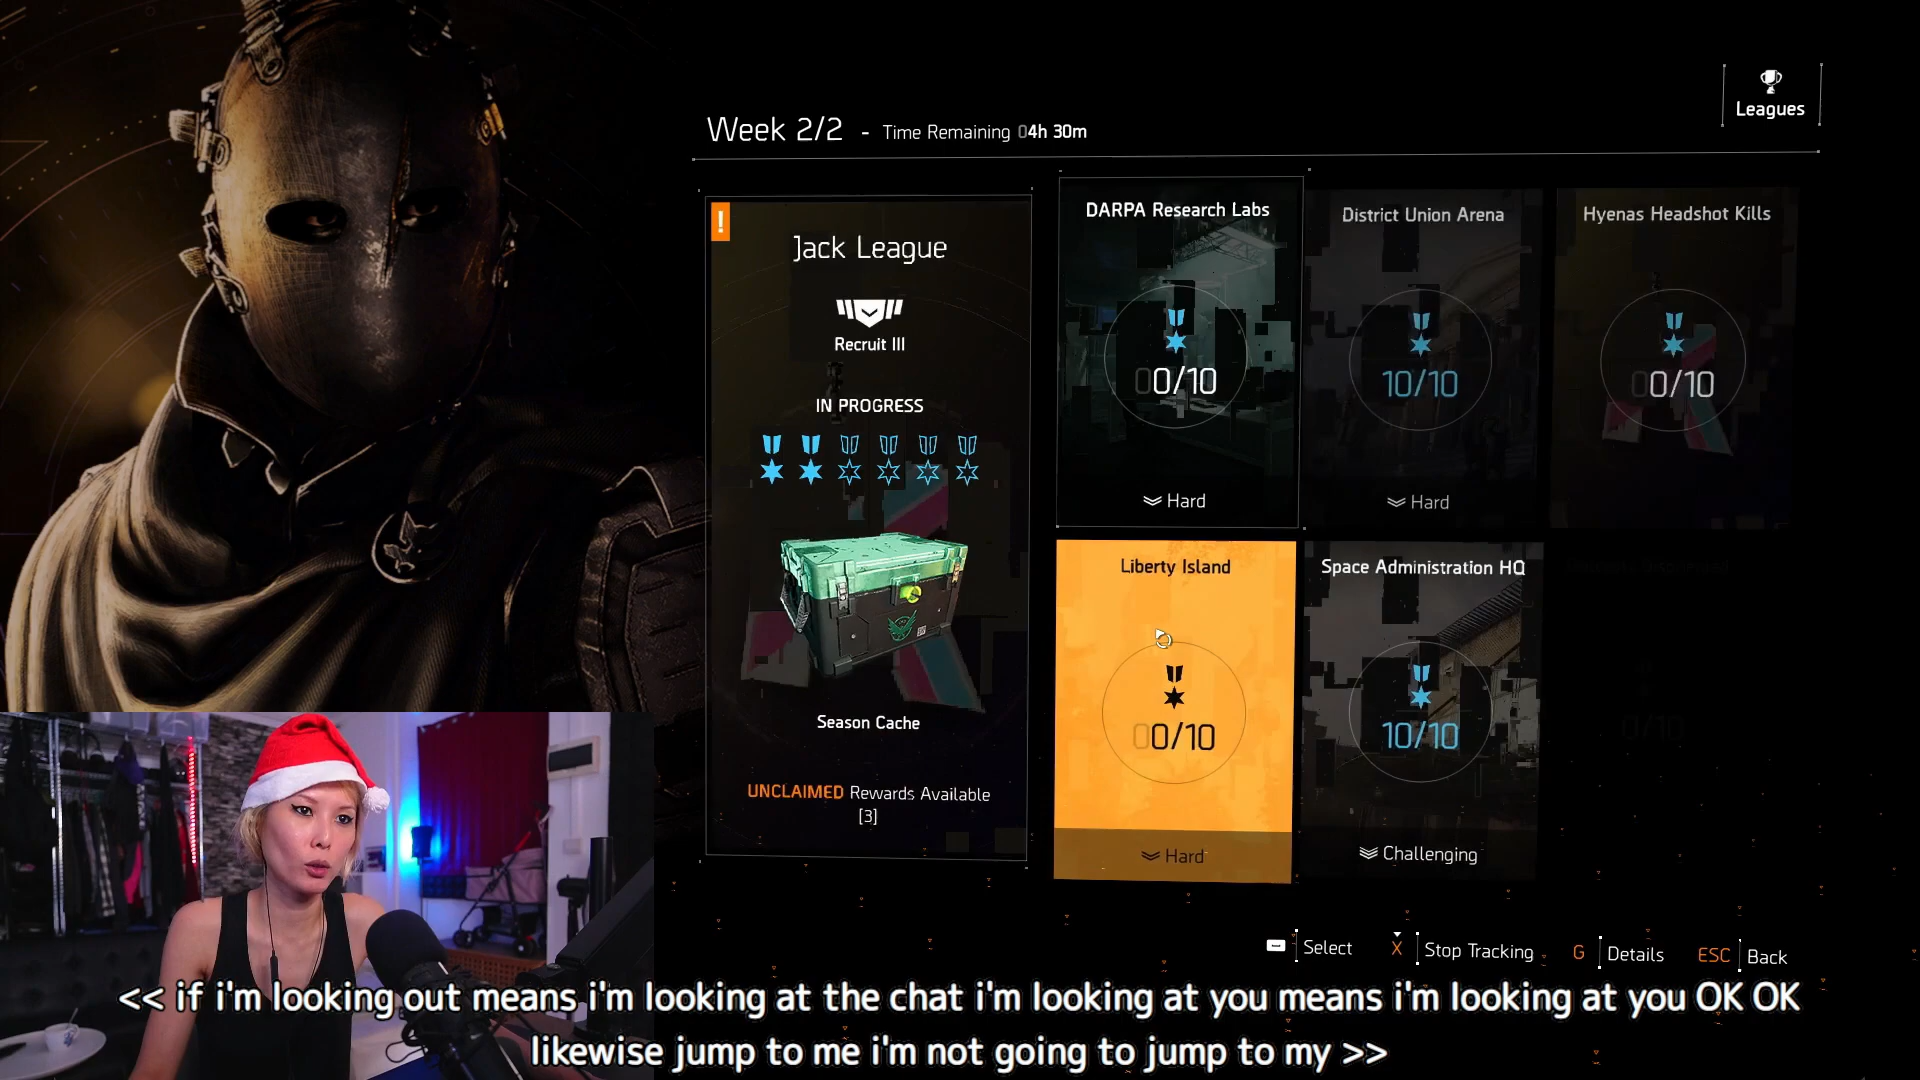 Leagues
Week 2/2 - Time Remaining 04h 30m
!
Jack League
Recruit III
IN PROGRESS
Season Cache
UNCLAIMED Rewards Available
[3]
DARPA Research Labs
00/10
Hard
District Union Arena
10/10
Hard
Hyenas Headshot Kills
00/10
Liberty Island
00/10
Hard
Space Administration HQ
10/10
Challenging
Select
X Stop Tracking
G Details
ESC Back
<< if i'm looking out means i'm looking at the chat i'm looking at you means i'm looking at you OK OK
likewise jump to me i'm not going to jump to my >>